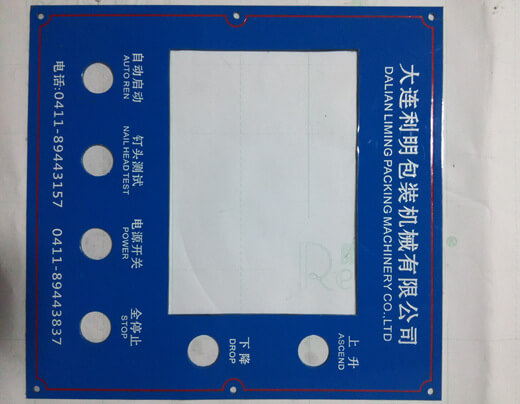 大连利明包装机械有限公司
DALIAN LIMING PACKING MACHINERY CO.,LTD
上升
ASCEND
下降
DROP
自动启动
AUTO REN
钉头测试
NAIL HEAD TEST
电源开关
POWER
全停止
STOP
电话:0411-89443157 0411-89443837